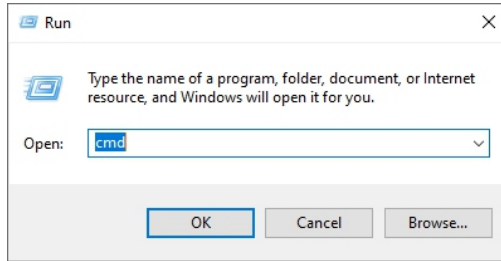 Run
Type the name of a program, folder, document, or Internet
resource, and Windows will open it for you.
Open: cmd
OK Cancel Browse...